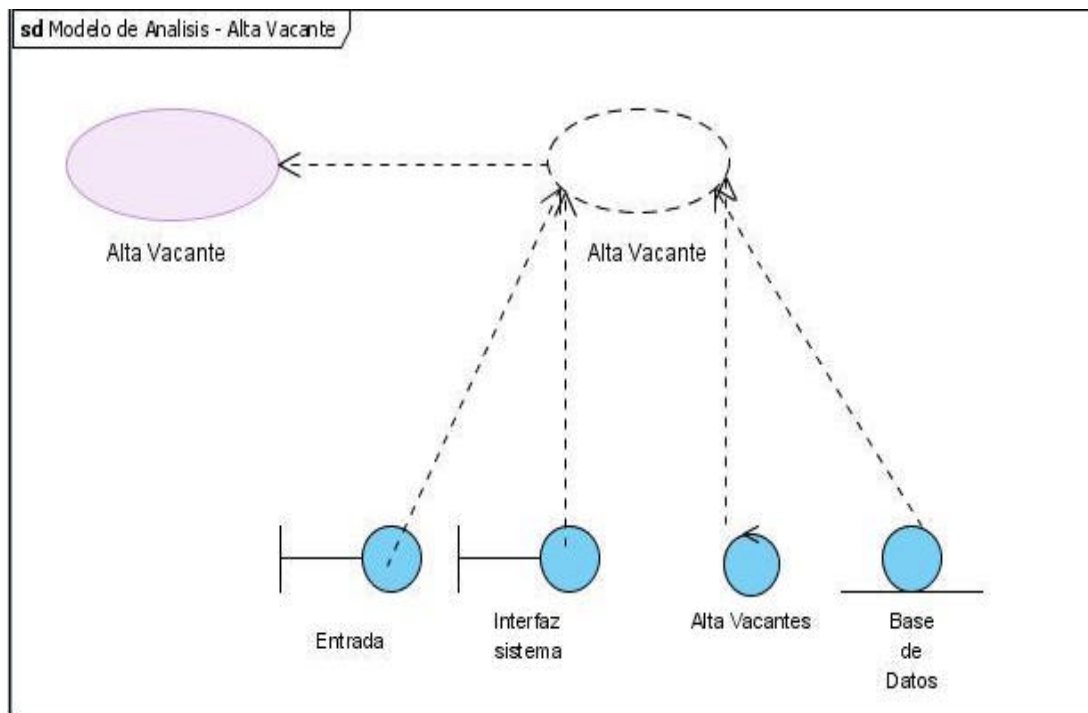 sd Modelo de Analisis - Alta Vacante
Alta Vacante
Alta Vacante
Entrada
Interfaz
sistema
Alta Vacantes
Base
de
Datos